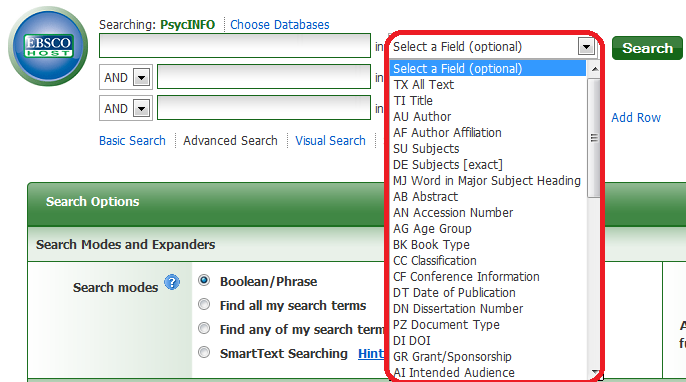 Searching: PsycINFO Choose Databases
EBSCO
HOST
in Select a Field (optional) Search
AND in
AND in
Select a Field (optional)
TX All Text
TI Title
AU Author
AF Author Affiliation
SU Subjects
DE Subjects [exact]
MJ Word in Major Subject Heading
AB Abstract
AN Accession Number
AG Age Group
BK Book Type
CC Classification
CF Conference Information
DT Date of Publication
DN Dissertation Number
PZ Document Type
DI DOI
GR Grant/Sponsorship
AI Intended Audience
Add Row
Basic Search Advanced Search Visual Search
Search Options
Search Modes and Expanders
Search modes ? Boolean/Phrase
Find all my search terms
Find any of my search term
SmartText Searching Hint